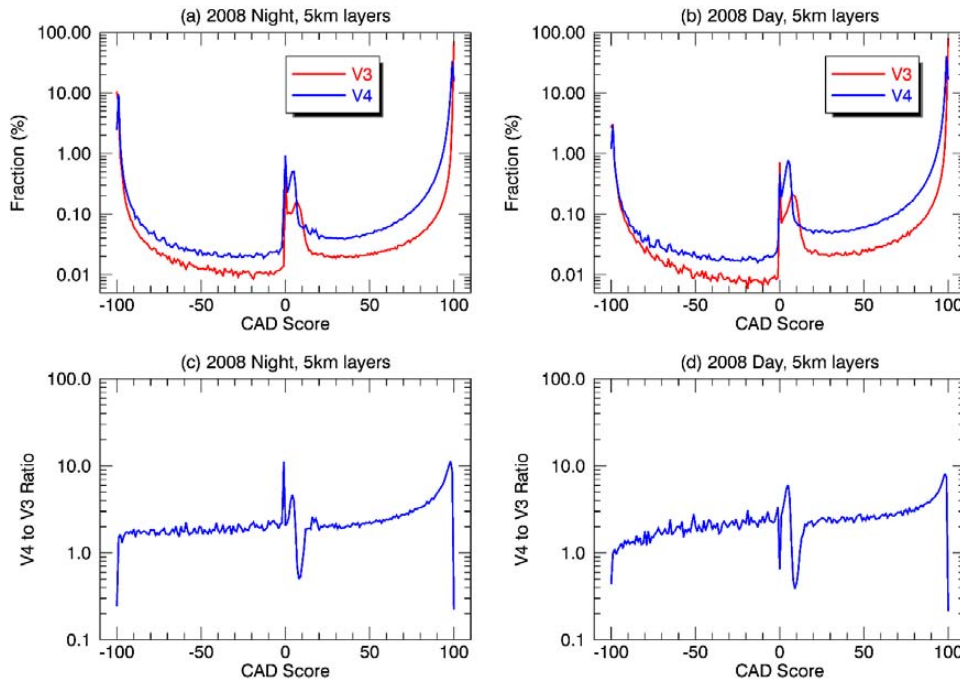 (a) 2008 Night, 5km layers
100.00
10.00
1.00
0.10
0.01
Fraction (%)
V3
V4
-100 -50 0 50 100
CAD Score
(b) 2008 Day, 5km layers
100.00
10.00
1.00
0.10
0.01
Fraction (%)
V3
V4
-100 -50 0 50 100
CAD Score
(c) 2008 Night, 5km layers
100.0
10.0
1.0
0.1
V4 to V3 Ratio
-100 -50 0 50 100
CAD Score
(d) 2008 Day, 5km layers
100.0
10.0
1.0
0.1
V4 to V3 Ratio
-100 -50 0 50 100
CAD Score